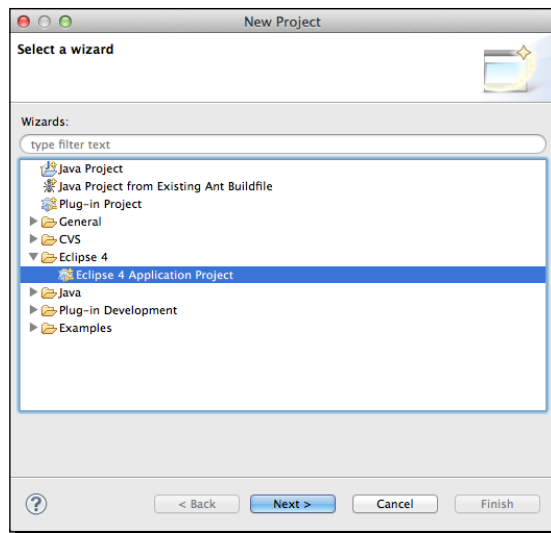 New Project
Select a wizard
Wizards:
type filter text
Java Project
Java Project from Existing Ant Buildfile
Plug-in Project
General
CVS
Eclipse 4
Eclipse 4 Application Project
Java
Plug-in Development
Examples
? < Back Next > Cancel Finish